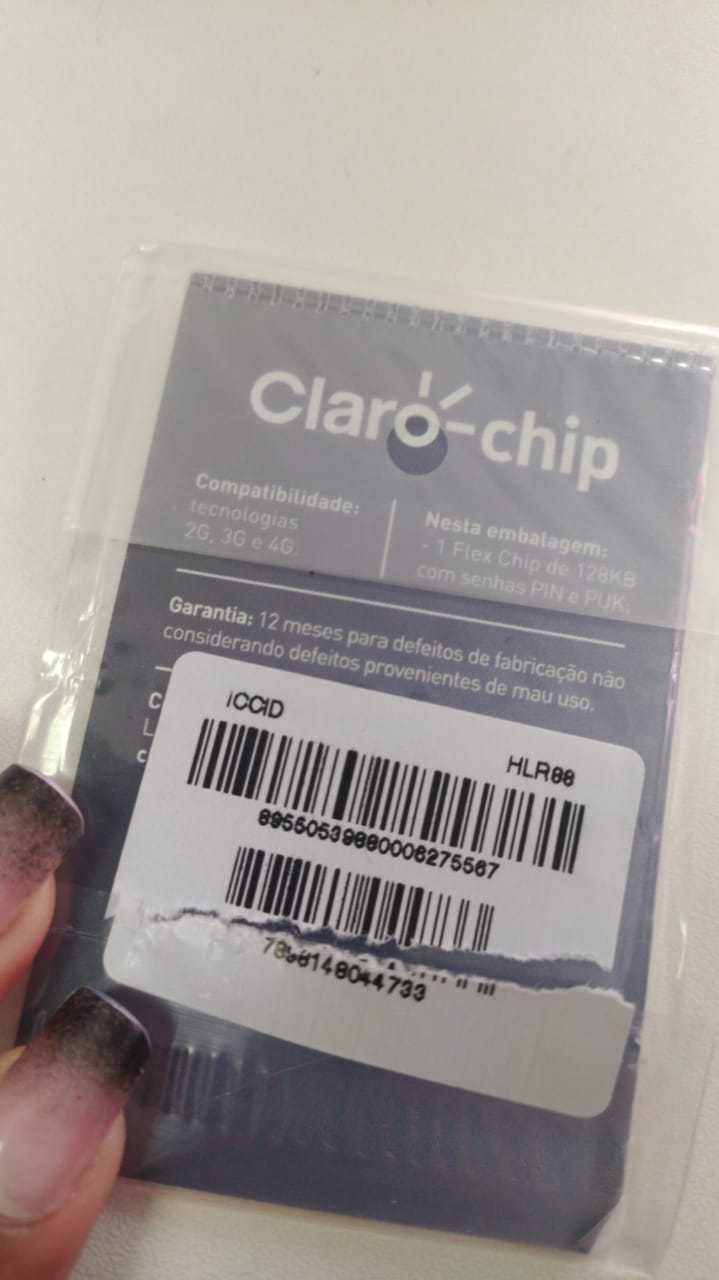 Claro-chip
Compatibilidade:
tecnologias
2G, 3G e 4G.
Nesta embalagem:
- 1 Flex Chip de 128KB
com senhas PIN e PUK.
Garantia: 12 meses para defeitos de fabricação não
considerando defeitos provenientes de mau uso.
ICCID
HLR88
89550539880006275567
7898148044733